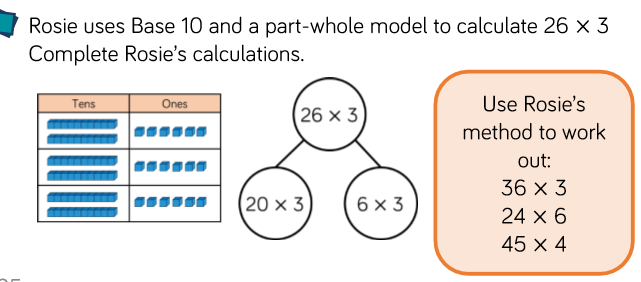 Rosie uses Base 10 and a part-whole model to calculate 26 × 3
Complete Rosie's calculations.
Tens Ones
26 × 3
20 × 3 6 × 3
Use Rosie's
method to work
out:
36 × 3
24 × 6
45 × 4